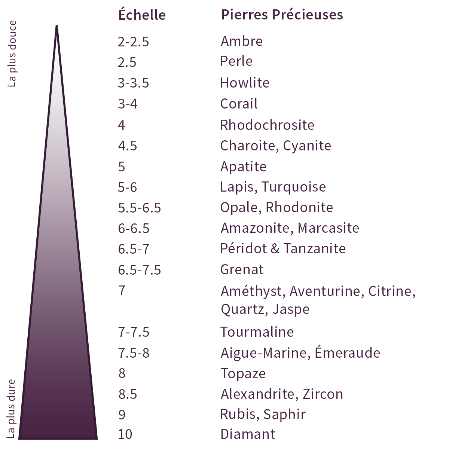 La plus douce
Échelle Pierres Précieuses
2-2.5 Ambre
2.5 Perle
3-3.5 Howlite
3-4 Corail
4 Rhodochrosite
4.5 Charoite, Cyanite
5 Apatite
5-6 Lapis, Turquoise
5.5-6.5 Opale, Rhodonite
6-6.5 Amazonite, Marcasite
6.5-7 Péridot & Tanzanite
6.5-7.5 Grenat
7 Améthyst, Aventurine, Citrine,
Quartz, Jaspe
7-7.5 Tourmaline
7.5-8 Aigue-Marine, Émeraude
8 Topaze
8.5 Alexandrite, Zircon
9 Rubis, Saphir
10 Diamant
La plus dure